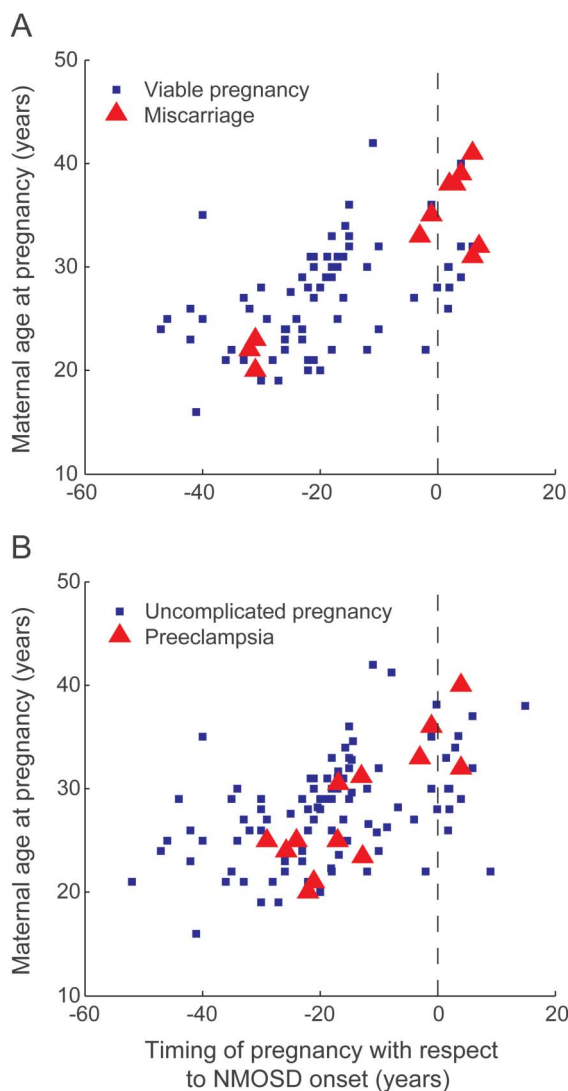 A
50
Viable pregnancy
Miscarriage
40
30
20
10
Maternal age at pregnancy (years)
-60
-40
-20
0
20
B
50
Uncomplicated pregnancy
Preeclampsia
40
30
20
10
Maternal age at pregnancy (years)
-60
-40
-20
0
20
Timing of pregnancy with respect
to NMOSD onset (years)